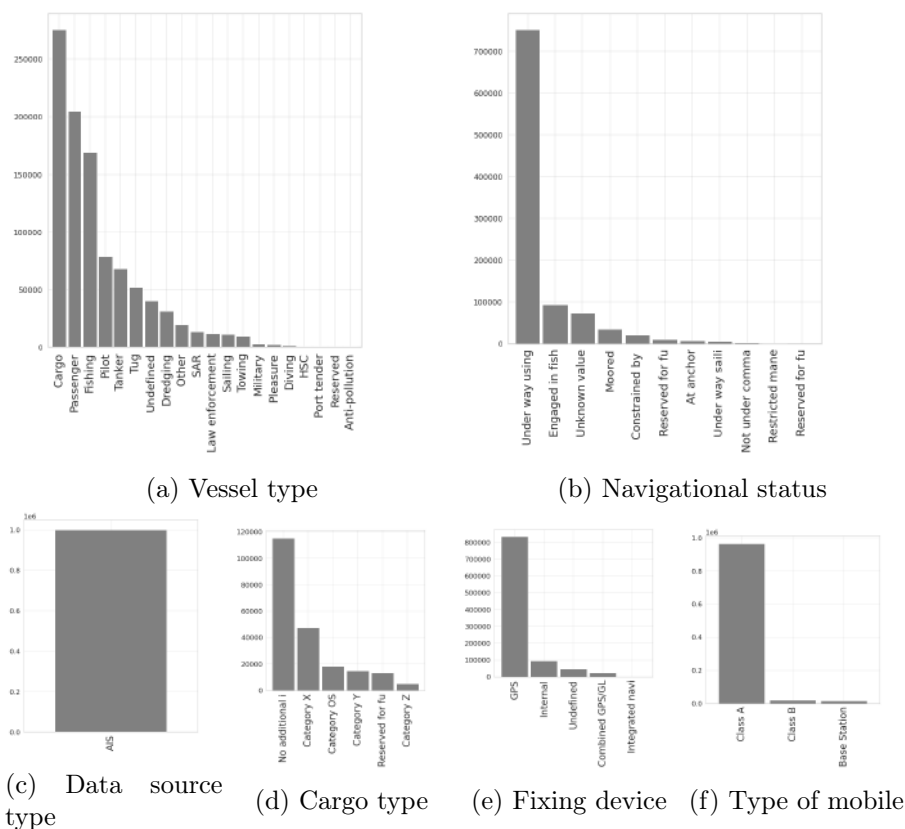 250000
200000
150000
100000
50000
0
Cargo
Passenger
Fishing
Pilot
Tanker
Tug
Undefined
Dredging
Other
SAR
Law enforcement
Sailing
Towing
Military
Pleasure
Diving
HSC
Port tender
Reserved
Anti-pollution
(a) Vessel type
700000
600000
500000
400000
300000
200000
100000
0
Under way using
Engaged in fish
Unknown value
Moored
Constrained by
Reserved for fu
At anchor
Under way saili
Not under comma
Restricted mane
Reserved for fu
(b) Navigational status
1e6
1.0
0.8
0.6
0.4
0.2
0.0
AIS
(c) Data source
type
120000
100000
80000
60000
40000
20000
0
No additional i
Category X
Category OS
Category Y
Reserved for fu
Category Z
(d) Cargo type
800000
700000
600000
500000
400000
300000
200000
100000
0
GPS
Internal
Undefined
Combined GPS/GL
Integrated navi
(e) Fixing device
1e6
1.0
0.8
0.6
0.4
0.2
0.0
Class A
Class B
Base Station
(f) Type of mobile